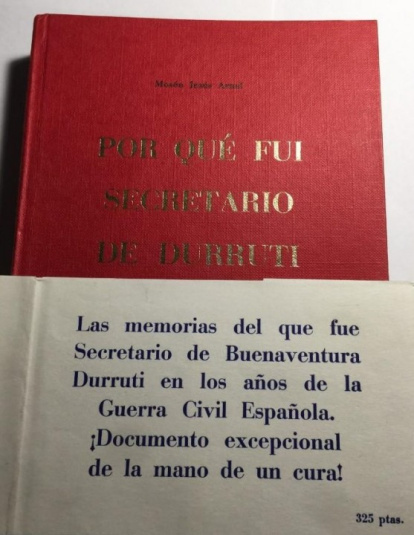 Mosén Jesús Arnal
POR QUÉ FUI
SECRETARIO
DE DURRUTI
Las memorias del que fue
Secretario de Buenaventura
Durruti en los años de la
Guerra Civil Española.
¡Documento excepcional
de la mano de un cura!
325 ptas.